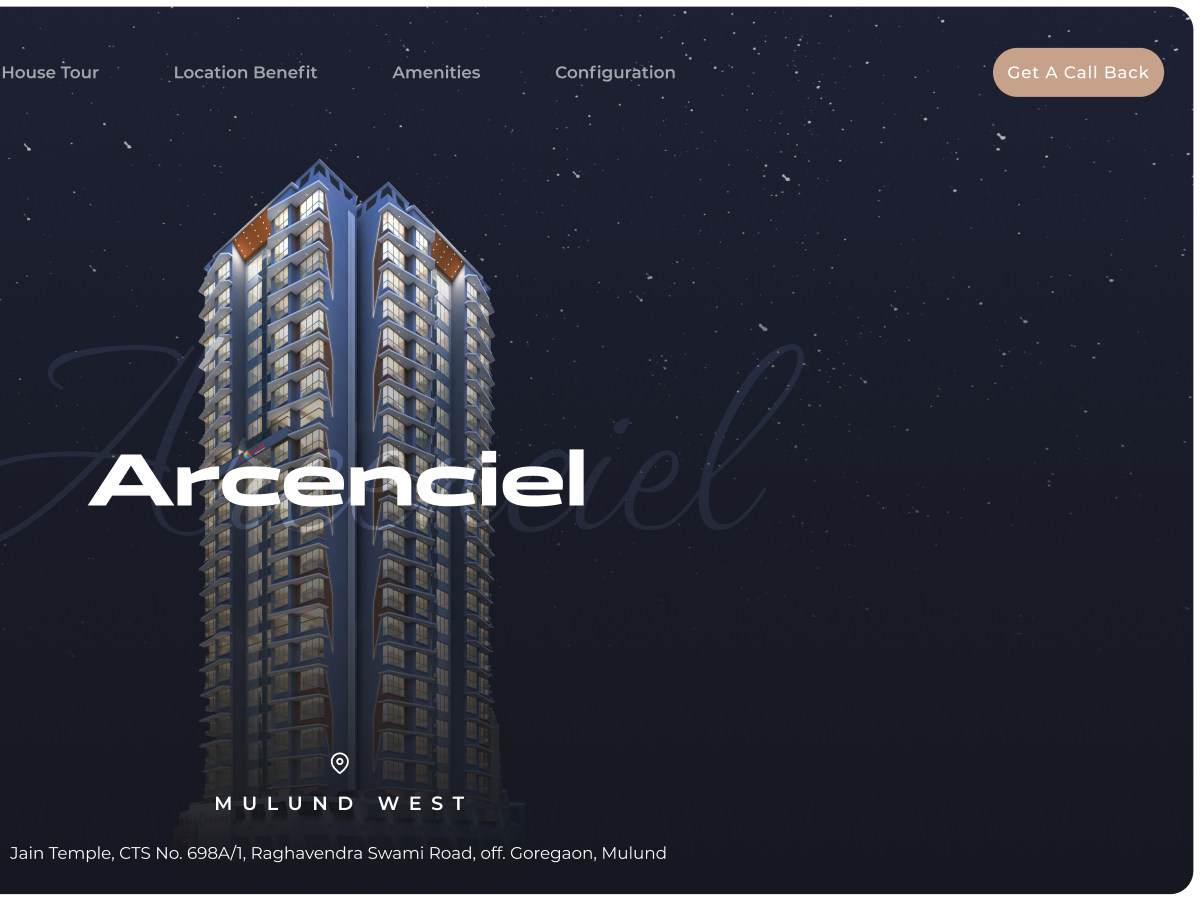 House Tour Location Benefit Amenities Configuration Get A Call Back
Arcenciel
Arcenciel
MULUND WEST
Jain Temple, CTS No. 698A/1, Raghavendra Swami Road, off. Goregaon, Mulund